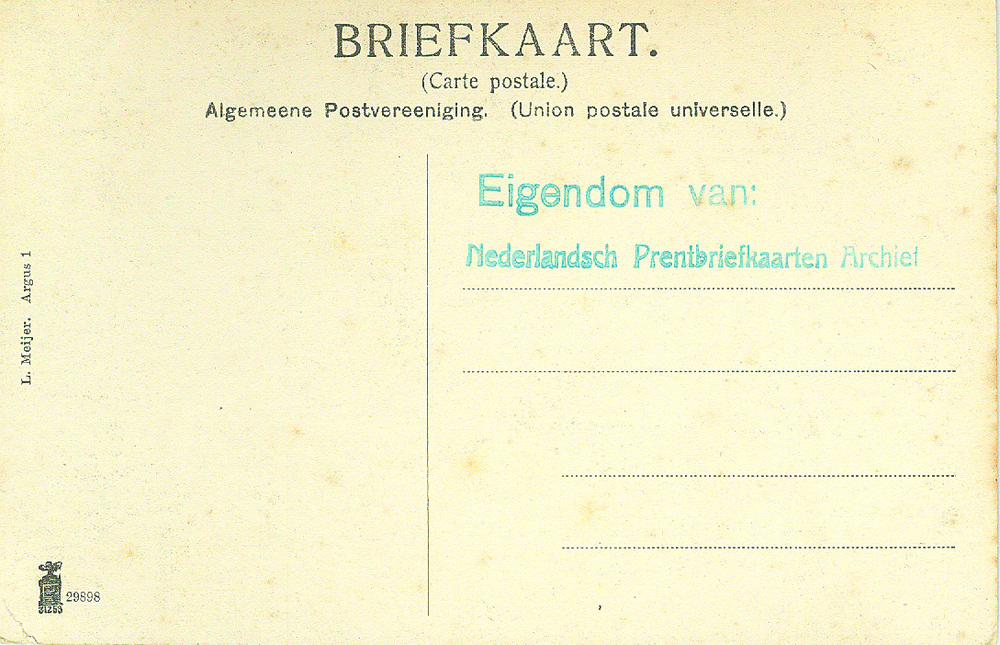 BRIEFKAART.
(Carte postale.)
Algemeene Postvereeniging. (Union postale universelle.)
Eigendom van:
Nederlandsch Prentbriefkaarten Archief
L. Meijer. Argus 1
29898
31253